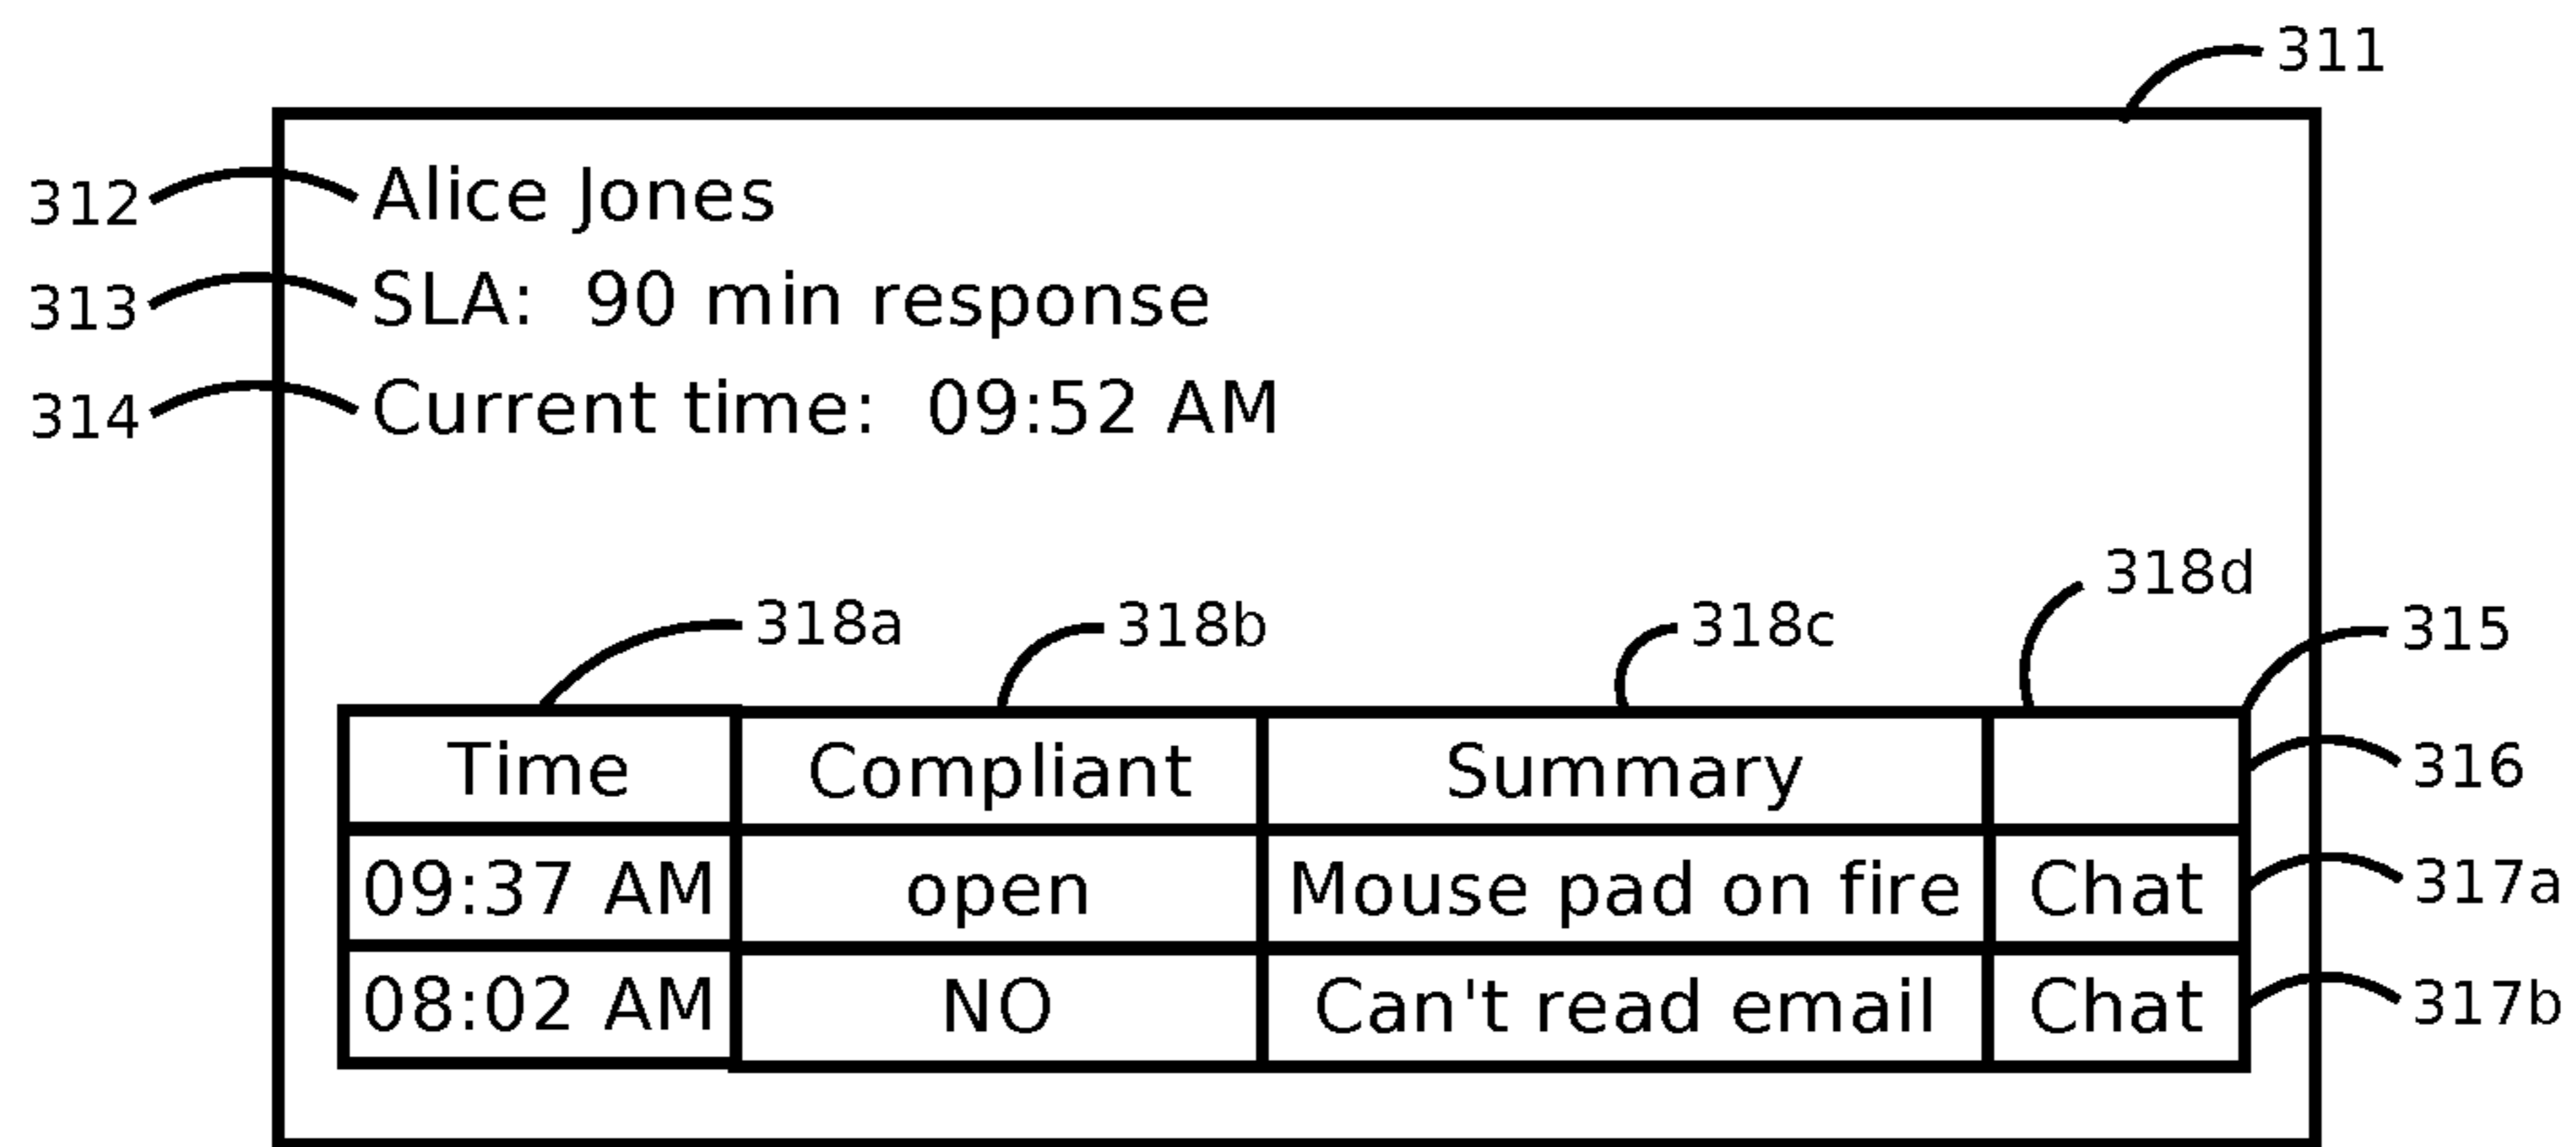 311
312 Alice Jones
313 SLA: 90 min response
314 Current time: 09:52 AM
318a 318b 318c 318d 315
Time Compliant Summary 316
09:37 AM open Mouse pad on fire Chat 317a
08:02 AM NO Can't read email Chat 317b